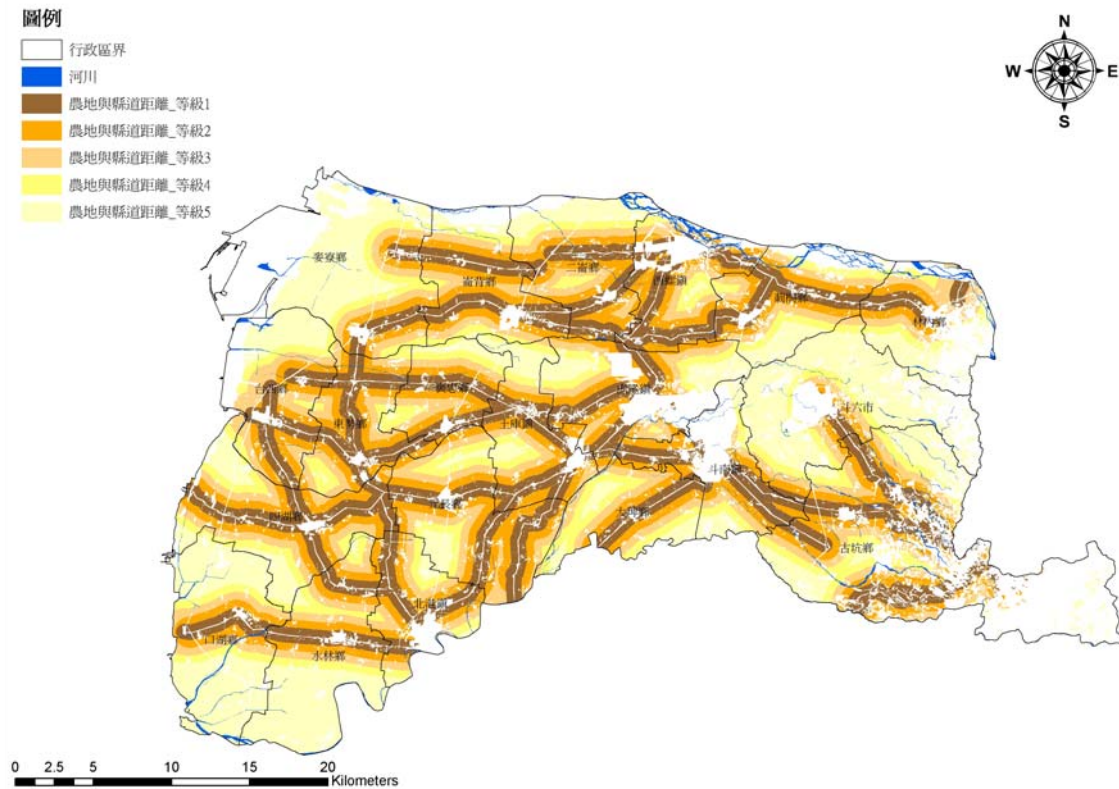 圖例
行政區界
河川
農地與縣道距離_等級1
農地與縣道距離_等級2
農地與縣道距離_等級3
農地與縣道距離_等級4
農地與縣道距離_等級5
N
W
E
S
麥寮鄉
二崙鄉
崙背鄉
西螺鎮
莿桐鄉
林內鄉
台西鄉
褒忠鄉
虎尾鎮
斗六市
東勢鄉
土庫鎮
斗南鎮
元長鄉
四湖鄉
大埤鄉
古坑鄉
北港鎮
口湖鄉
水林鄉
0 2.5 5 10 15 20
Kilometers